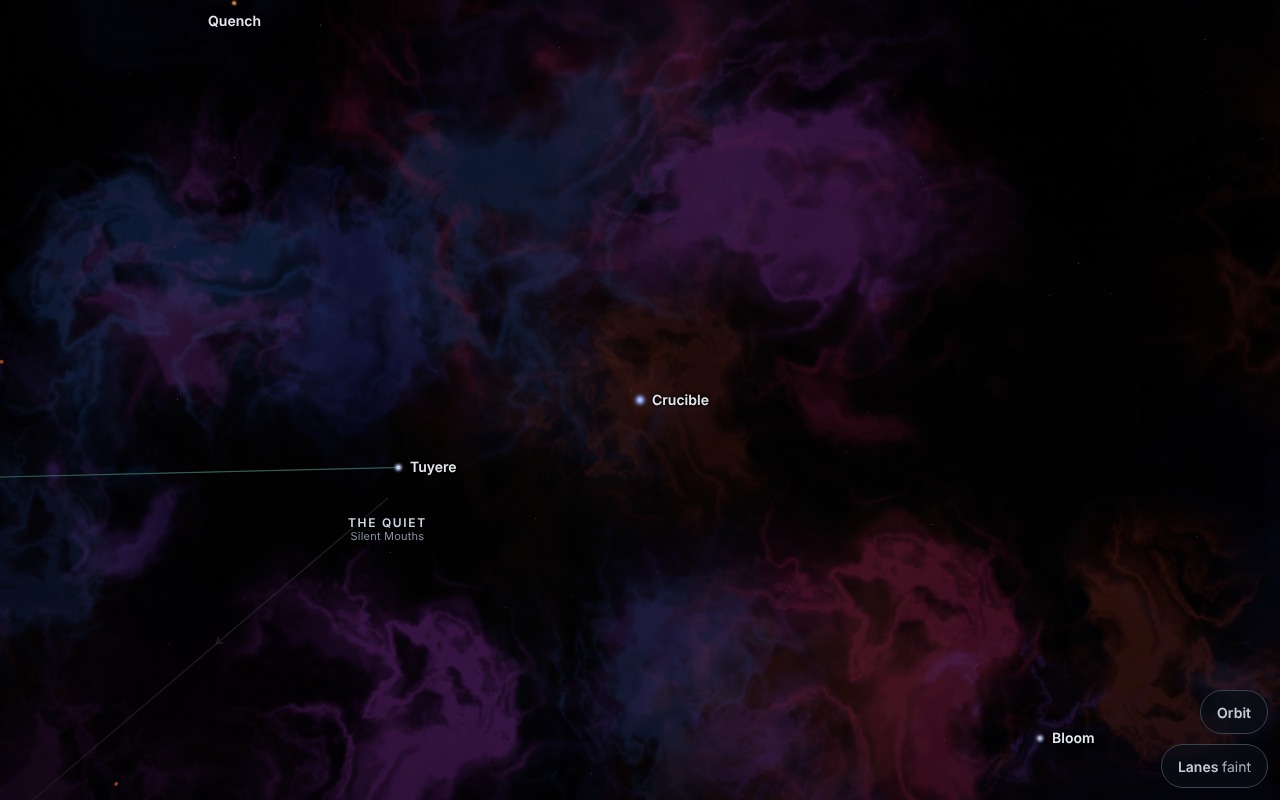 Quench
Crucible
Tuyere
THE QUIET
Silent Mouths
Orbit
Bloom
Lanes faint